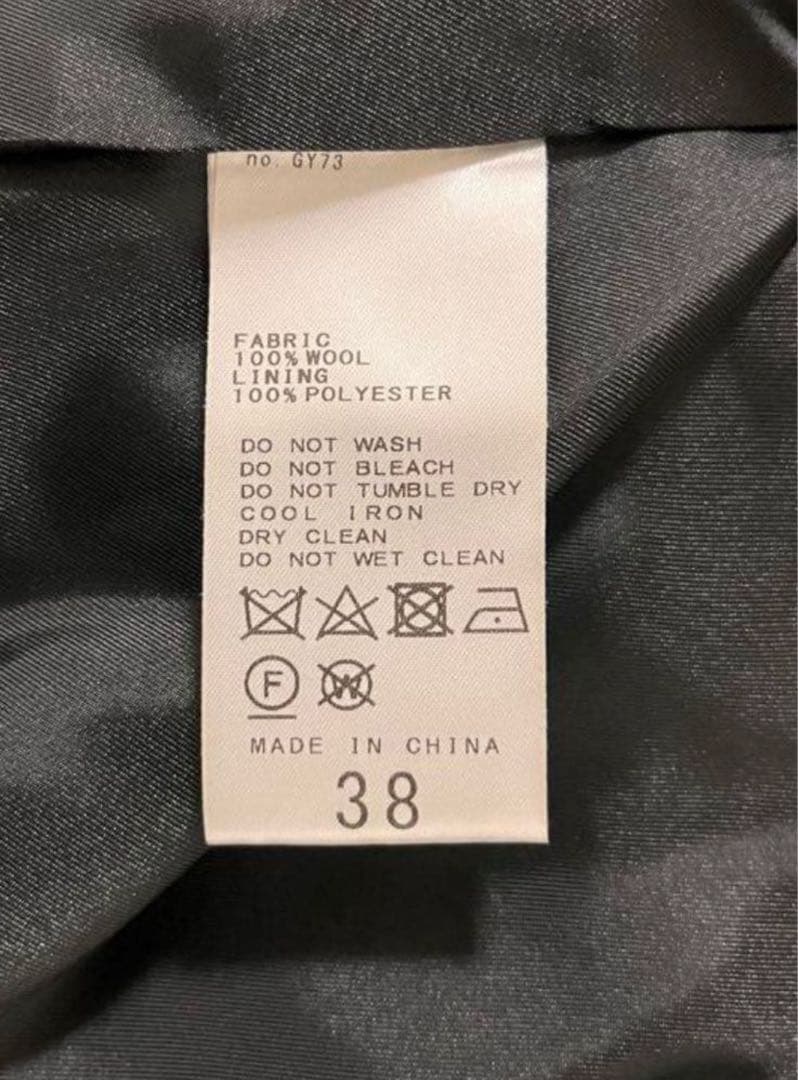 no. GY73
FABRIC
100% WOOL
LINING
100% POLYESTER
DO NOT WASH
DO NOT BLEACH
DO NOT TUMBLE DRY
COOL IRON
DRY CLEAN
DO NOT WET CLEAN
F W
MADE IN CHINA
38